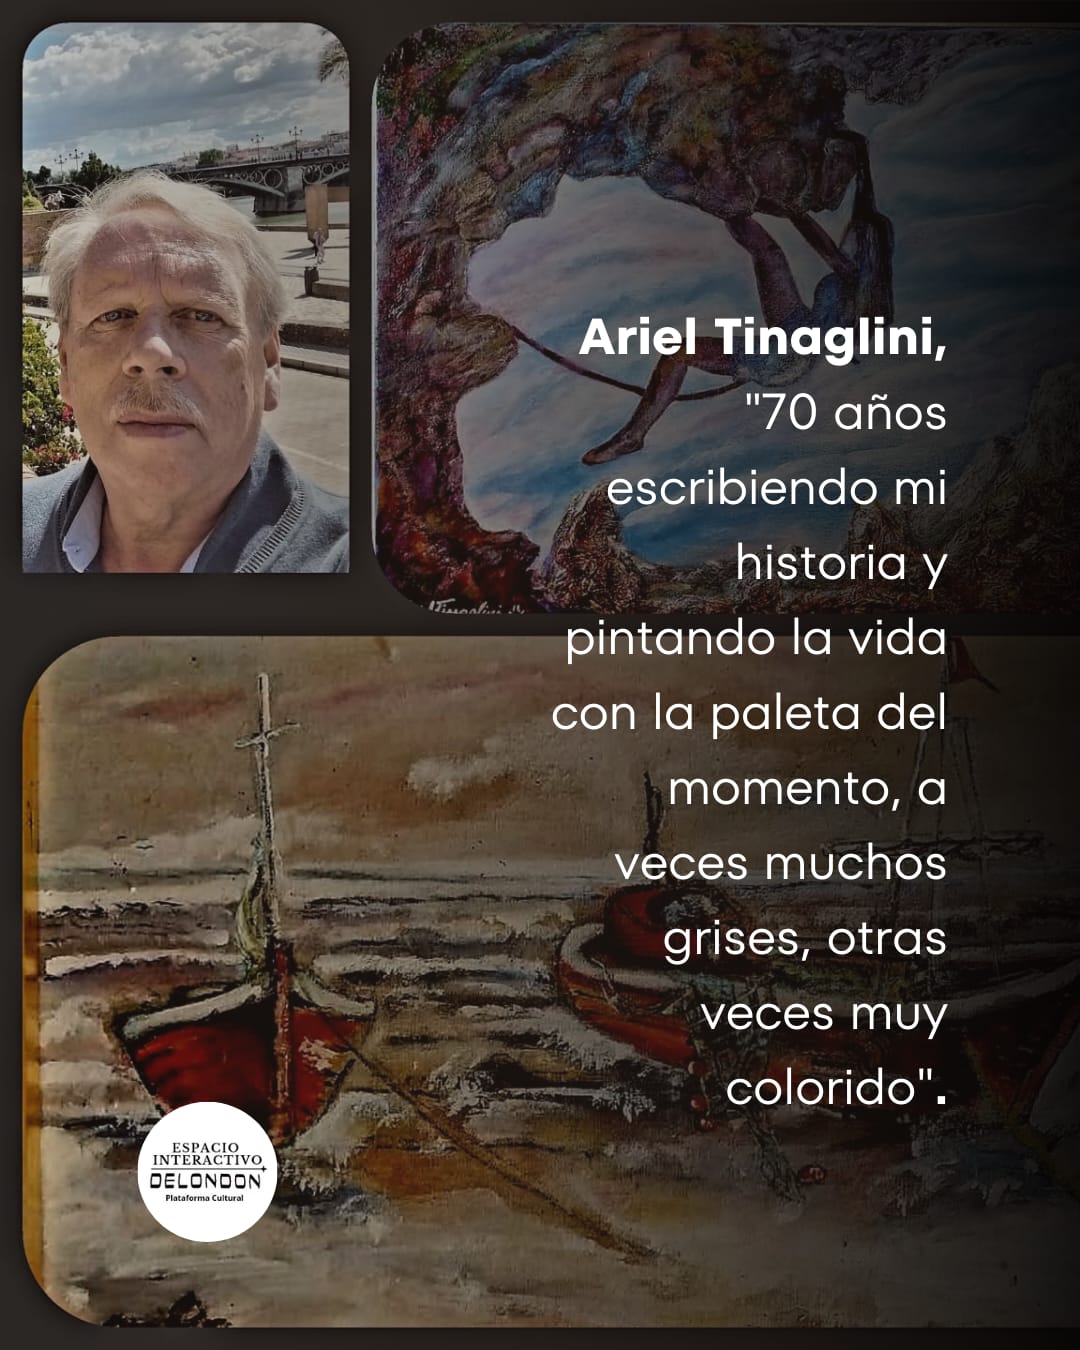 Ariel Tinaglini,
"70 años
escribiendo mi
historia y
pintando la vida
con la paleta del
momento, a
veces muchos
grises, otras
veces muy
colorido".
Tinaglini
ESPACIO
INTERACTIVO
DELONDON
Plataforma Cultural